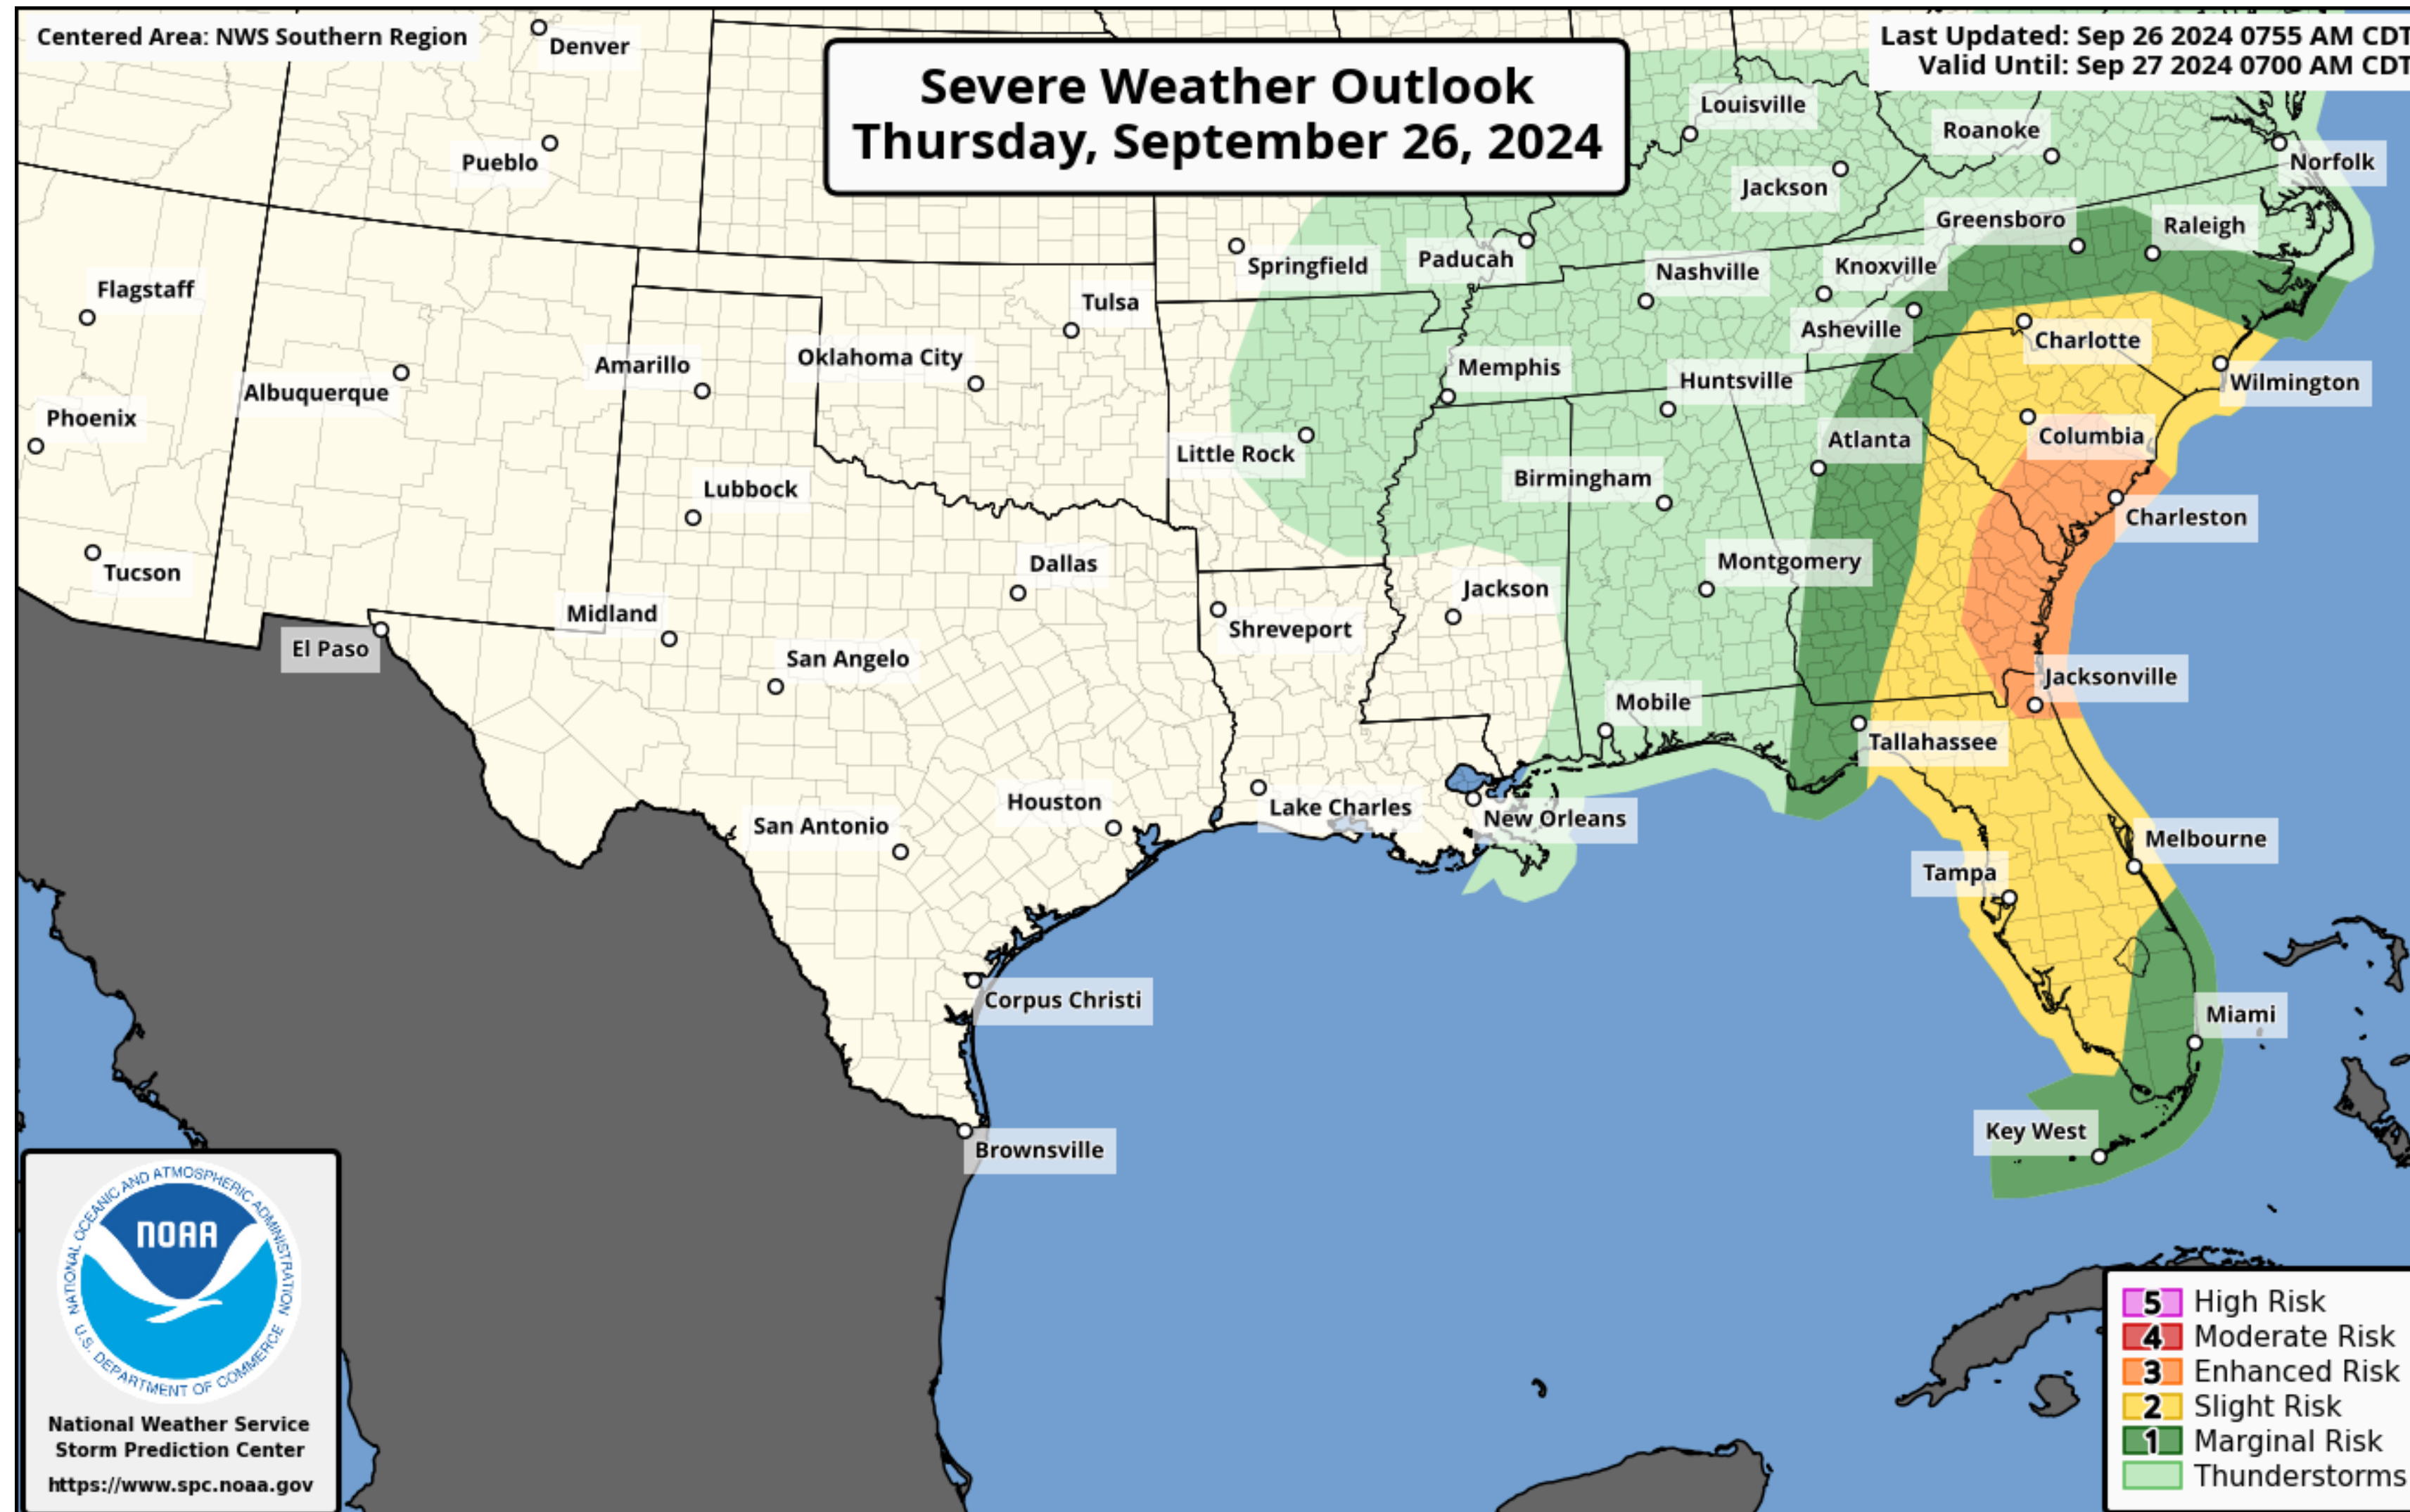 Centered Area: NWS Southern Region
Severe Weather Outlook
Thursday, September 26, 2024
Last Updated: Sep 26 2024 0755 AM CDT
Valid Until: Sep 27 2024 0700 AM CDT
Denver
Pueblo
Louisville
Roanoke
Norfolk
Jackson
Greensboro
Raleigh
Springfield
Paducah
Nashville
Knoxville
Flagstaff
Tulsa
Asheville
Charlotte
Amarillo
Oklahoma City
Memphis
Huntsville
Wilmington
Albuquerque
Phoenix
Little Rock
Atlanta
Columbia
Lubbock
Birmingham
Charleston
Tucson
Dallas
Montgomery
Jackson
Midland
Shreveport
El Paso
San Angelo
Jacksonville
Mobile
Tallahassee
Houston
Lake Charles
New Orleans
San Antonio
Melbourne
Tampa
Corpus Christi
Miami
Key West
Brownsville
NATIONAL OCEANIC AND ATMOSPHERIC ADMINISTRATION
NOAA
U.S. DEPARTMENT OF COMMERCE
National Weather Service
Storm Prediction Center
https://www.spc.noaa.gov
5 High Risk
4 Moderate Risk
3 Enhanced Risk
2 Slight Risk
1 Marginal Risk
Thunderstorms